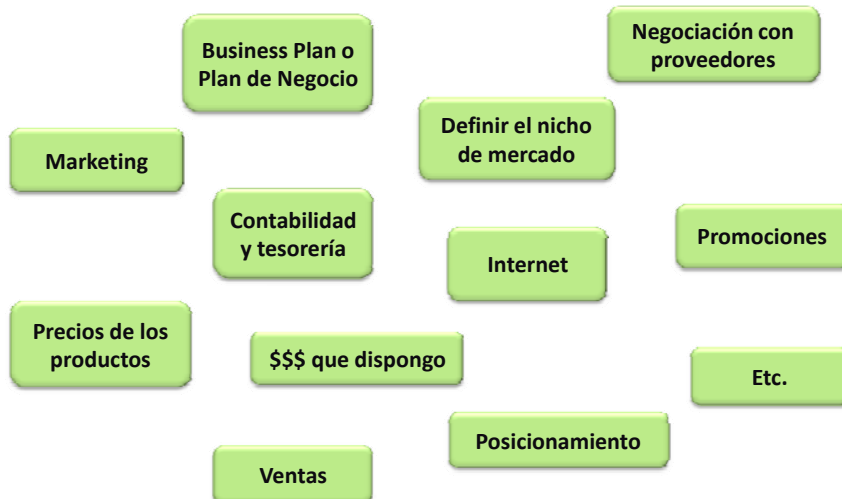 Business Plan o
Plan de Negocio
Negociación con
proveedores
Definir el nicho
de mercado
Marketing
Contabilidad
y tesorería
Internet
Promociones
Precios de los
productos
$$$ que dispongo
Etc.
Posicionamiento
Ventas